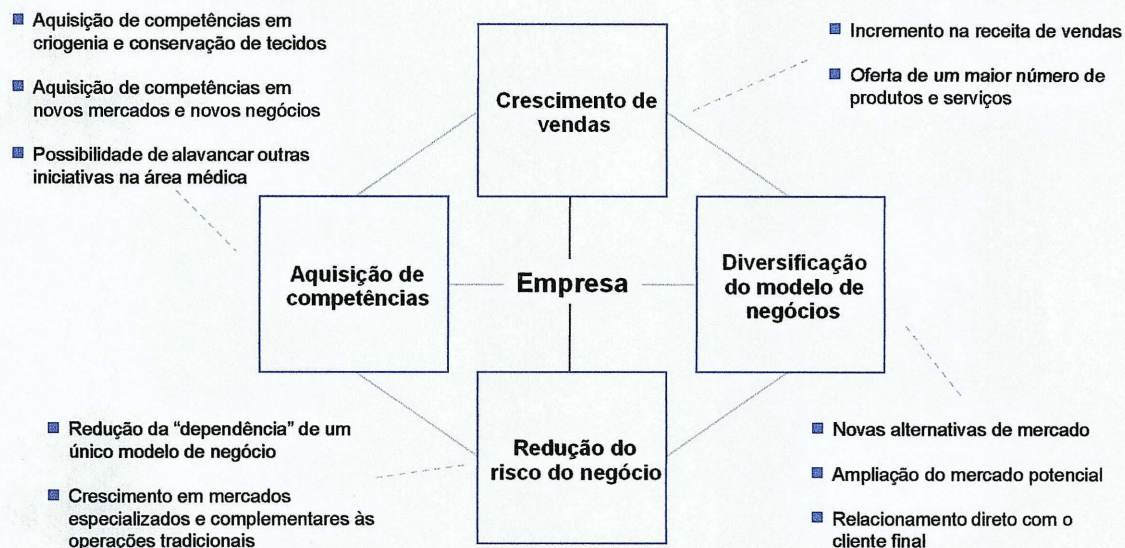 Aquisição de competências em
criogenia e conservação de tecidos
Aquisição de competências em
novos mercados e novos negócios
Possibilidade de alavancar outras
iniciativas na área médica
Crescimento de
vendas
Incremento na receita de vendas
Oferta de um maior número de
produtos e serviços
Aquisição de
competências
Empresa
Diversificação
do modelo de
negócios
Redução da “dependência” de um
único modelo de negócio
Crescimento em mercados
especializados e complementares às
operações tradicionais
Redução do
risco do negócio
Novas alternativas de mercado
Ampliação do mercado potencial
Relacionamento direto com o
cliente final